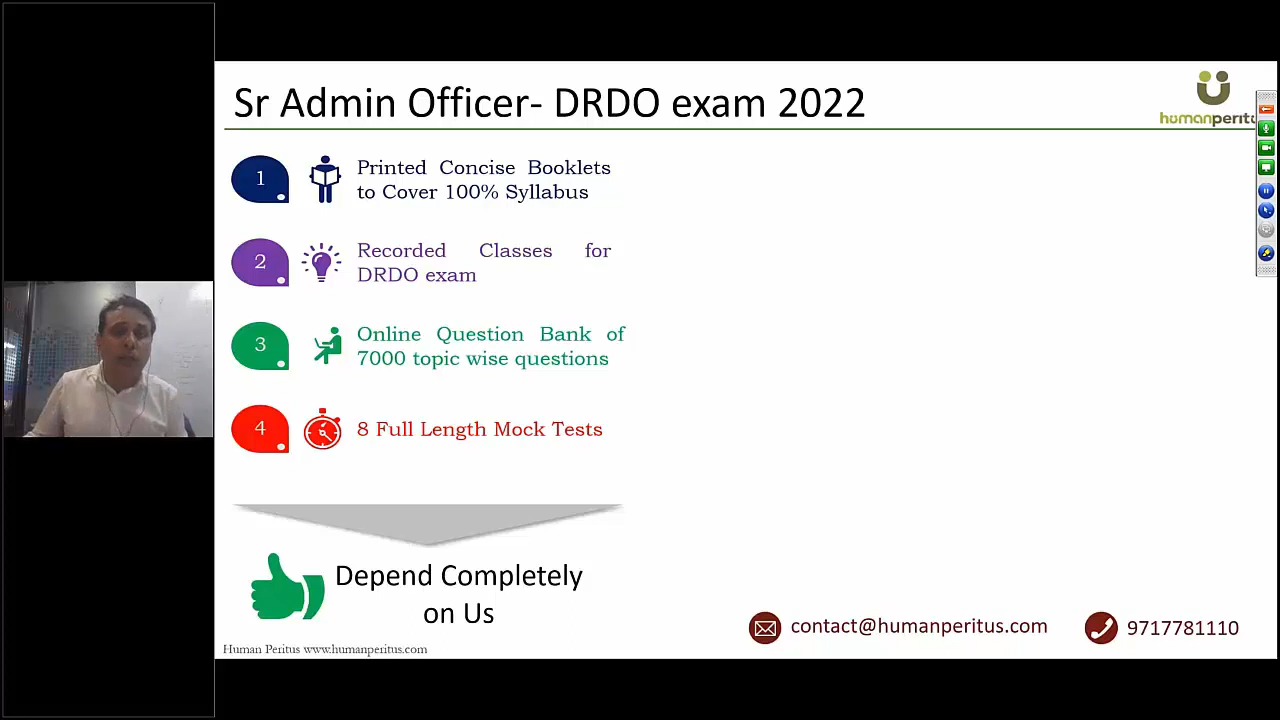 Sr Admin Officer- DRDO exam 2022
humanperitu
1
Printed Concise Booklets
to Cover 100% Syllabus
2
Recorded Classes for
DRDO exam
3
Online Question Bank of
7000 topic wise questions
4
8 Full Length Mock Tests
Depend Completely
on Us
contact@humanperitus.com
9717781110
Human Peritus www.humanperitus.com